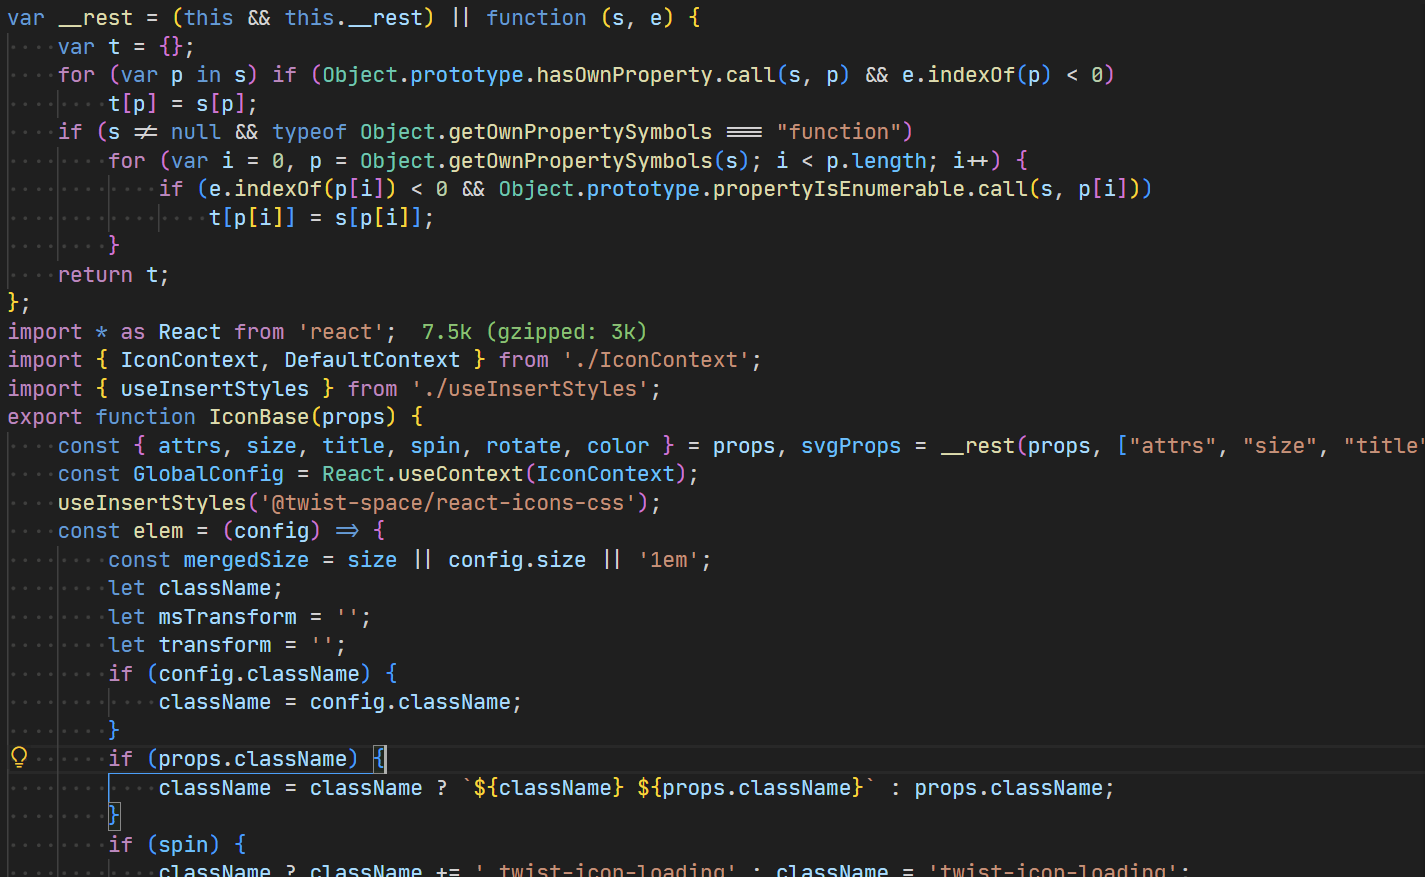 var __rest = (this && this.__rest) || function (s, e) {
    var t = {};
    for (var p in s) if (Object.prototype.hasOwnProperty.call(s, p) && e.indexOf(p) < 0)
        t[p] = s[p];
    if (s != null && typeof Object.getOwnPropertySymbols === "function")
        for (var i = 0, p = Object.getOwnPropertySymbols(s); i < p.length; i++) {
            if (e.indexOf(p[i]) < 0 && Object.prototype.propertyIsEnumerable.call(s, p[i]))
                t[p[i]] = s[p[i]];
        }
    return t;
};
import * as React from 'react';  7.5k (gzipped: 3k)
import { IconContext, DefaultContext } from './IconContext';
import { useInsertStyles } from './useInsertStyles';
export function IconBase(props) {
    const { attrs, size, title, spin, rotate, color } = props, svgProps = __rest(props, ["attrs", "size", "title"
    const GlobalConfig = React.useContext(IconContext);
    useInsertStyles('@twist-space/react-icons-css');
    const elem = (config) => {
        const mergedSize = size || config.size || '1em';
        let className;
        let msTransform = '';
        let transform = '';
        if (config.className) {
            className = config.className;
        }
        if (props.className) {
            className = className ? `${className} ${props.className}` : props.className;
        }
        if (spin) {
            className ? className += ' twist-icon-loading' : className = 'twist-icon-loading';